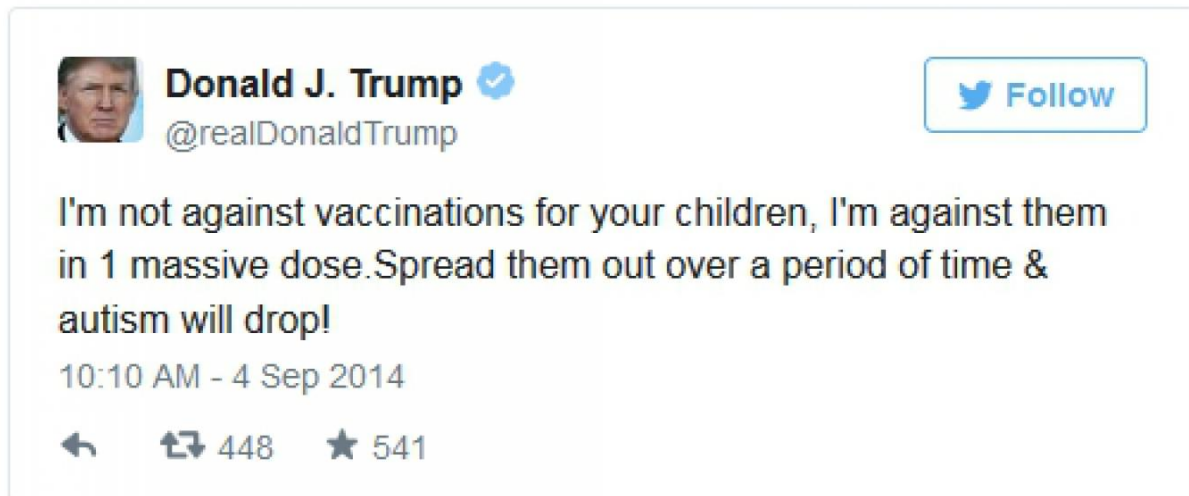 Donald J. Trump
Follow
@realDonaldTrump
I'm not against vaccinations for your children, I'm against them
in 1 massive dose.Spread them out over a period of time &
autism will drop!
10:10 AM - 4 Sep 2014
448 541